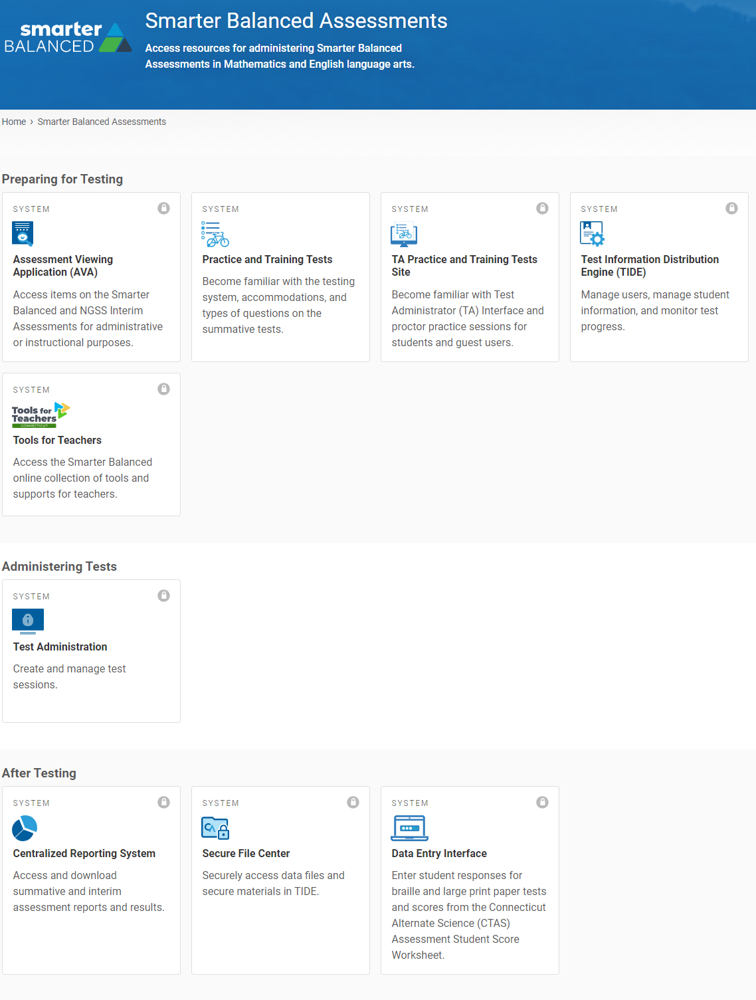 smarter
BALANCED
Smarter Balanced Assessments
Access resources for administering Smarter Balanced
Assessments in Mathematics and English language arts.
Home › Smarter Balanced Assessments
Preparing for Testing
SYSTEM
Assessment Viewing
Application (AVA)
Access items on the Smarter
Balanced and NGSS Interim
Assessments for administrative
or instructional purposes.
SYSTEM
Practice and Training Tests
Become familiar with the testing
system, accommodations, and
types of questions on the
summative tests.
SYSTEM
TA Practice and Training Tests
Site
Become familiar with Test
Administrator (TA) Interface and
proctor practice sessions for
students and guest users.
SYSTEM
Test Information Distribution
Engine (TIDE)
Manage users, manage student
information, and monitor test
progress.
SYSTEM
Tools for
Teachers
CONNECTICUT
Tools for Teachers
Access the Smarter Balanced
online collection of tools and
supports for teachers.
Administering Tests
SYSTEM
Test Administration
Create and manage test
sessions.
After Testing
SYSTEM
Centralized Reporting System
Access and download
summative and interim
assessment reports and results.
SYSTEM
CA
Secure File Center
Securely access data files and
secure materials in TIDE.
SYSTEM
Data Entry Interface
Enter student responses for
braille and large print paper tests
and scores from the Connecticut
Alternate Science (CTAS)
Assessment Student Score
Worksheet.